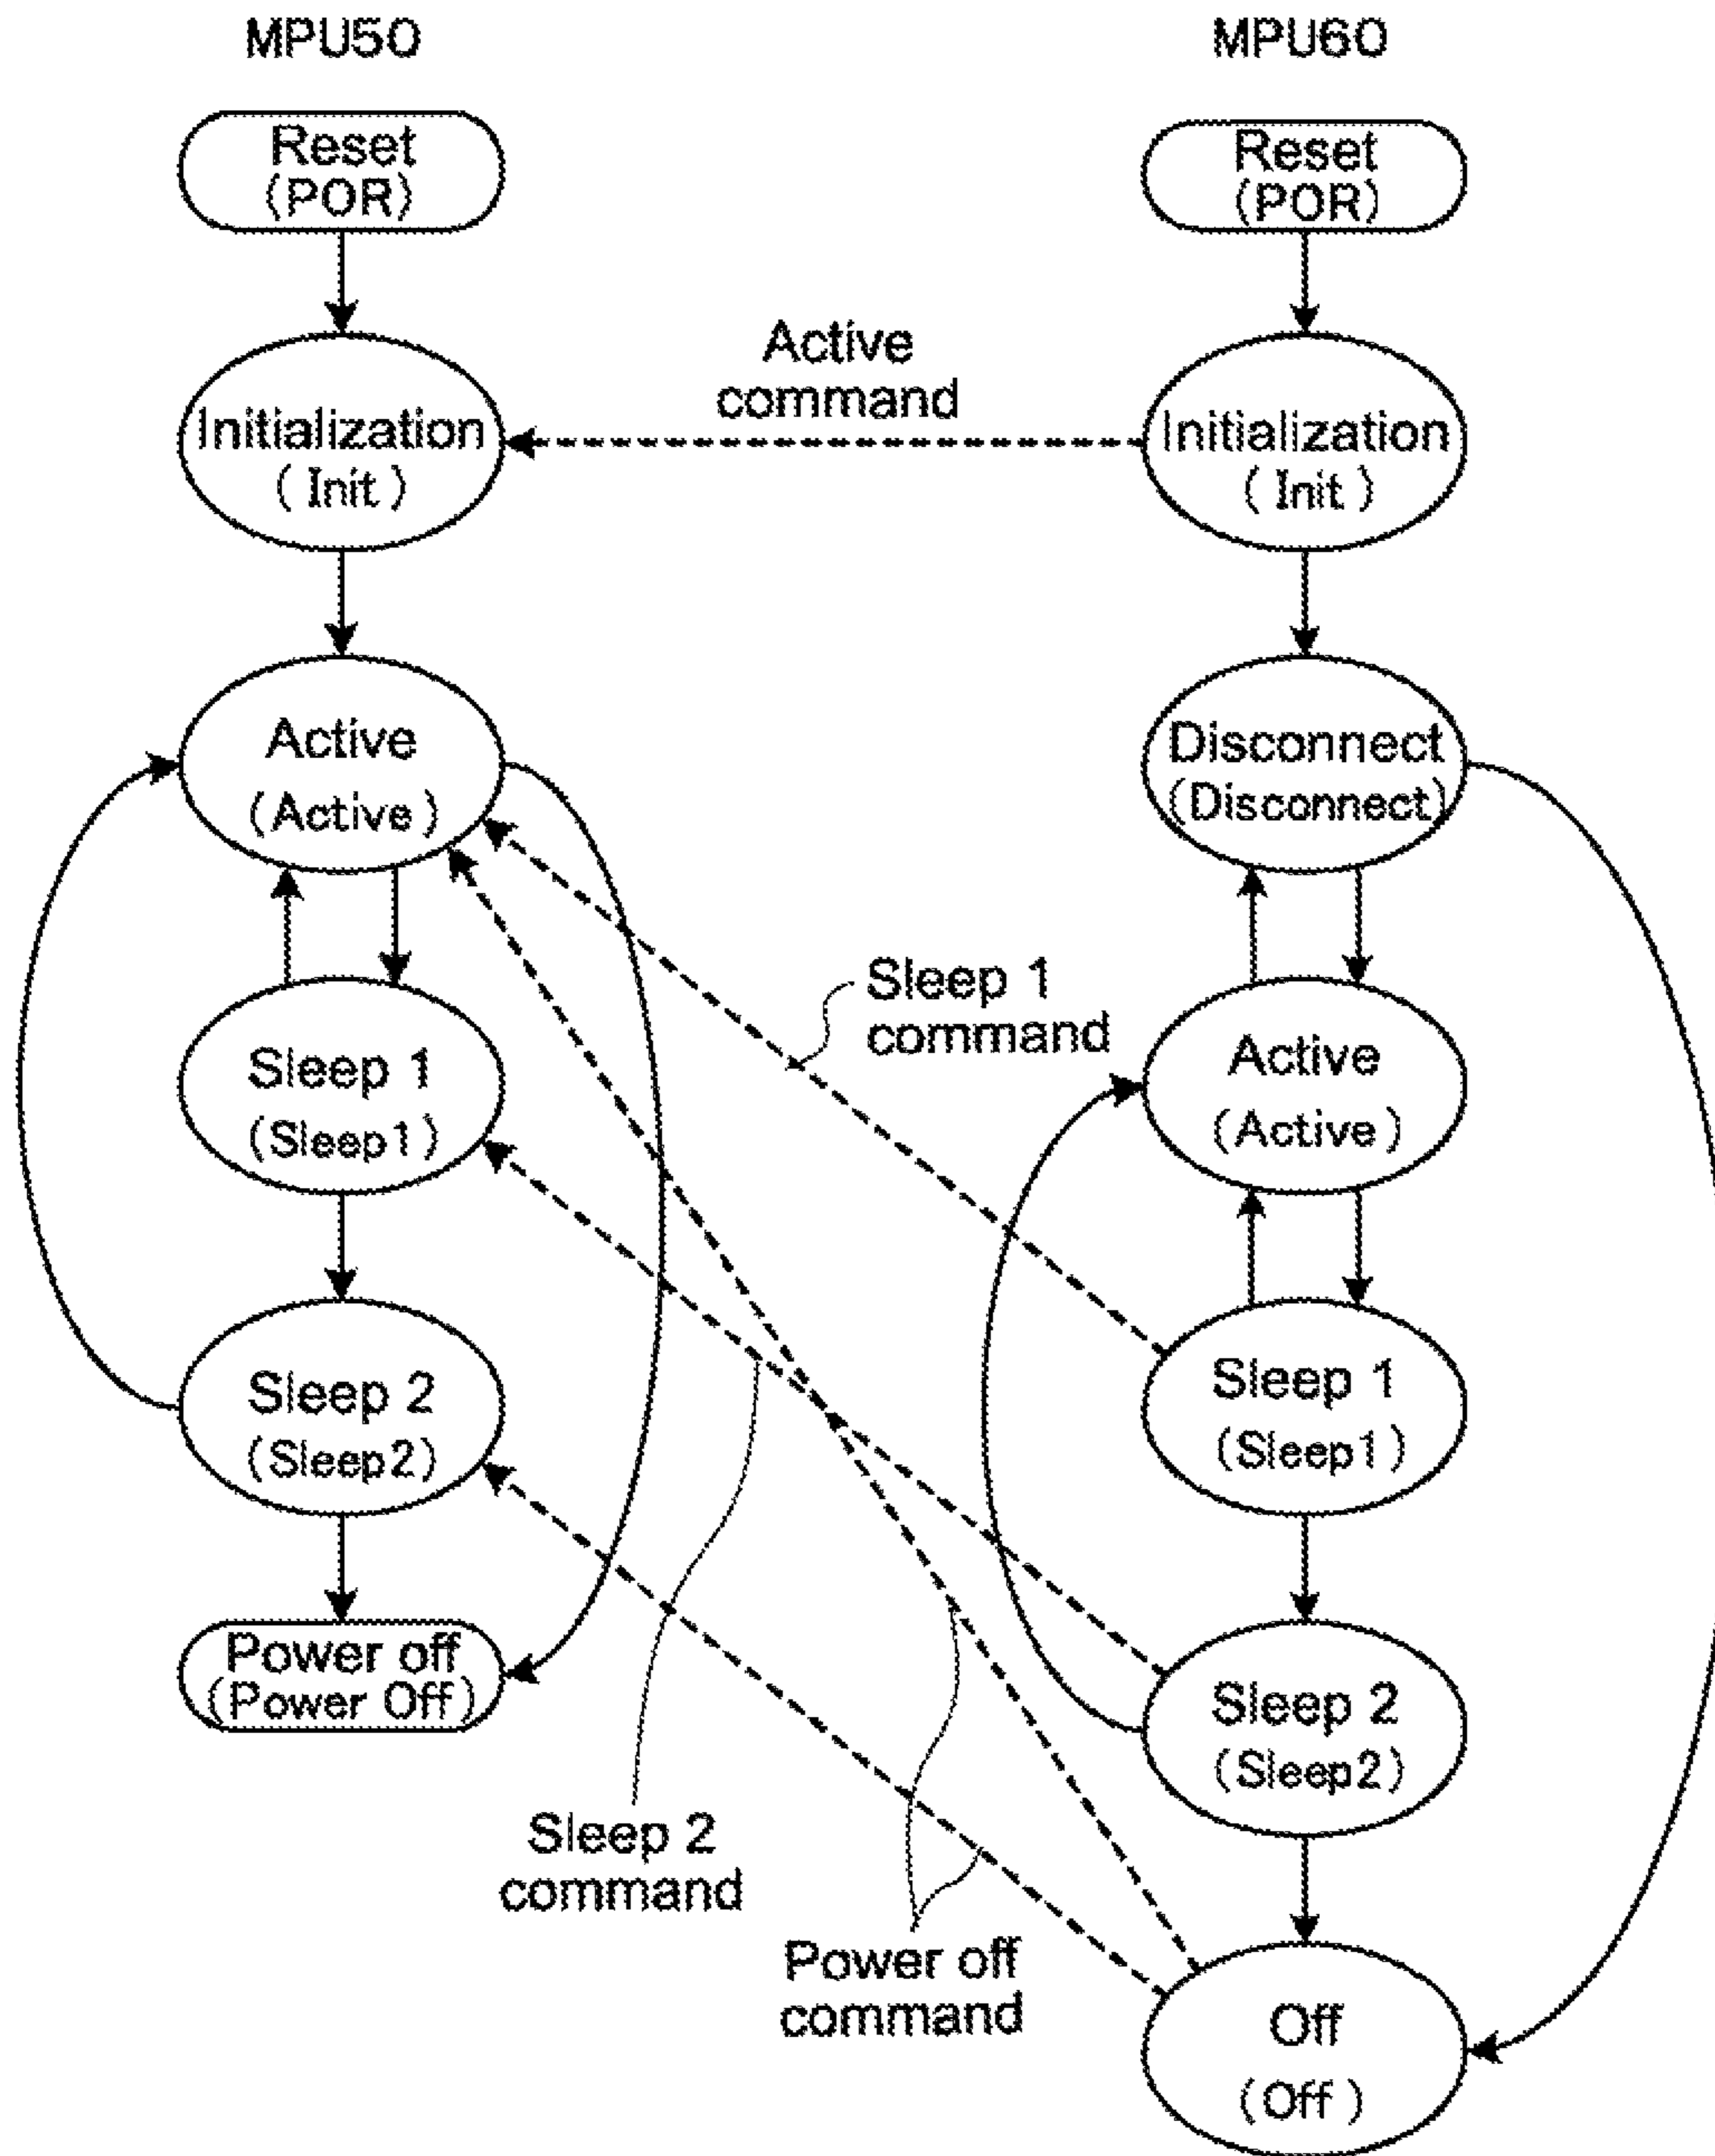 MPU50
MPU60
Reset
(POR)
Reset
(POR)
Active
command
Initialization
( Init )
Initialization
( Init )
Active
(Active)
Disconnect
(Disconnect)
Sleep 1
command
Sleep 1
(Sleep1)
Active
(Active)
Sleep 2
(Sleep2)
Sleep 1
(Sleep1)
Power off
(Power Off)
Sleep 2
(Sleep2)
Sleep 2
command
Power off
command
Off
(Off)